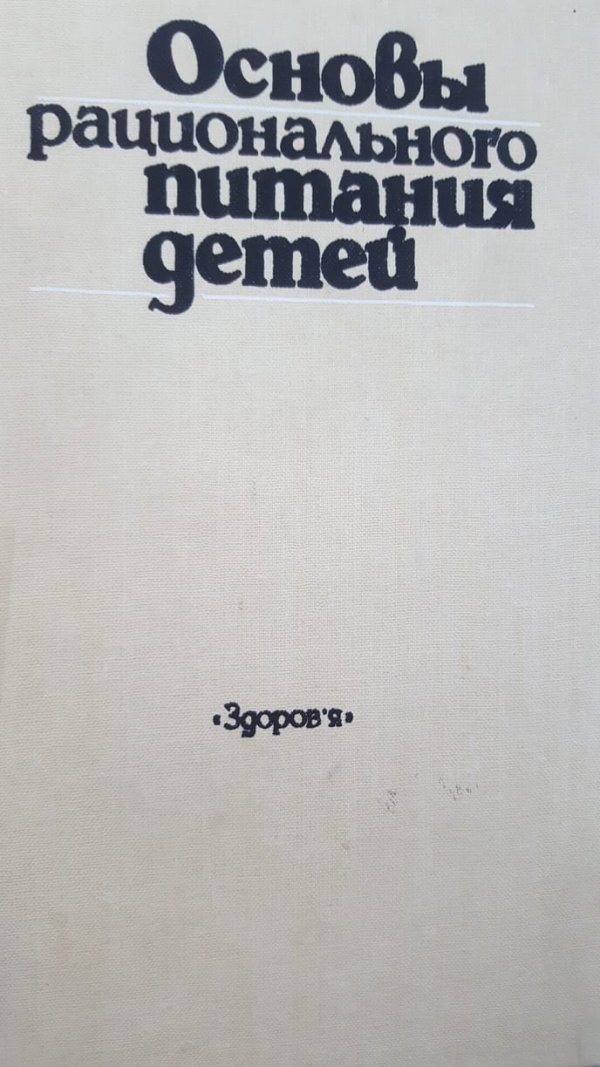 Основы
рационального
питания
детей
«Здоров'я»